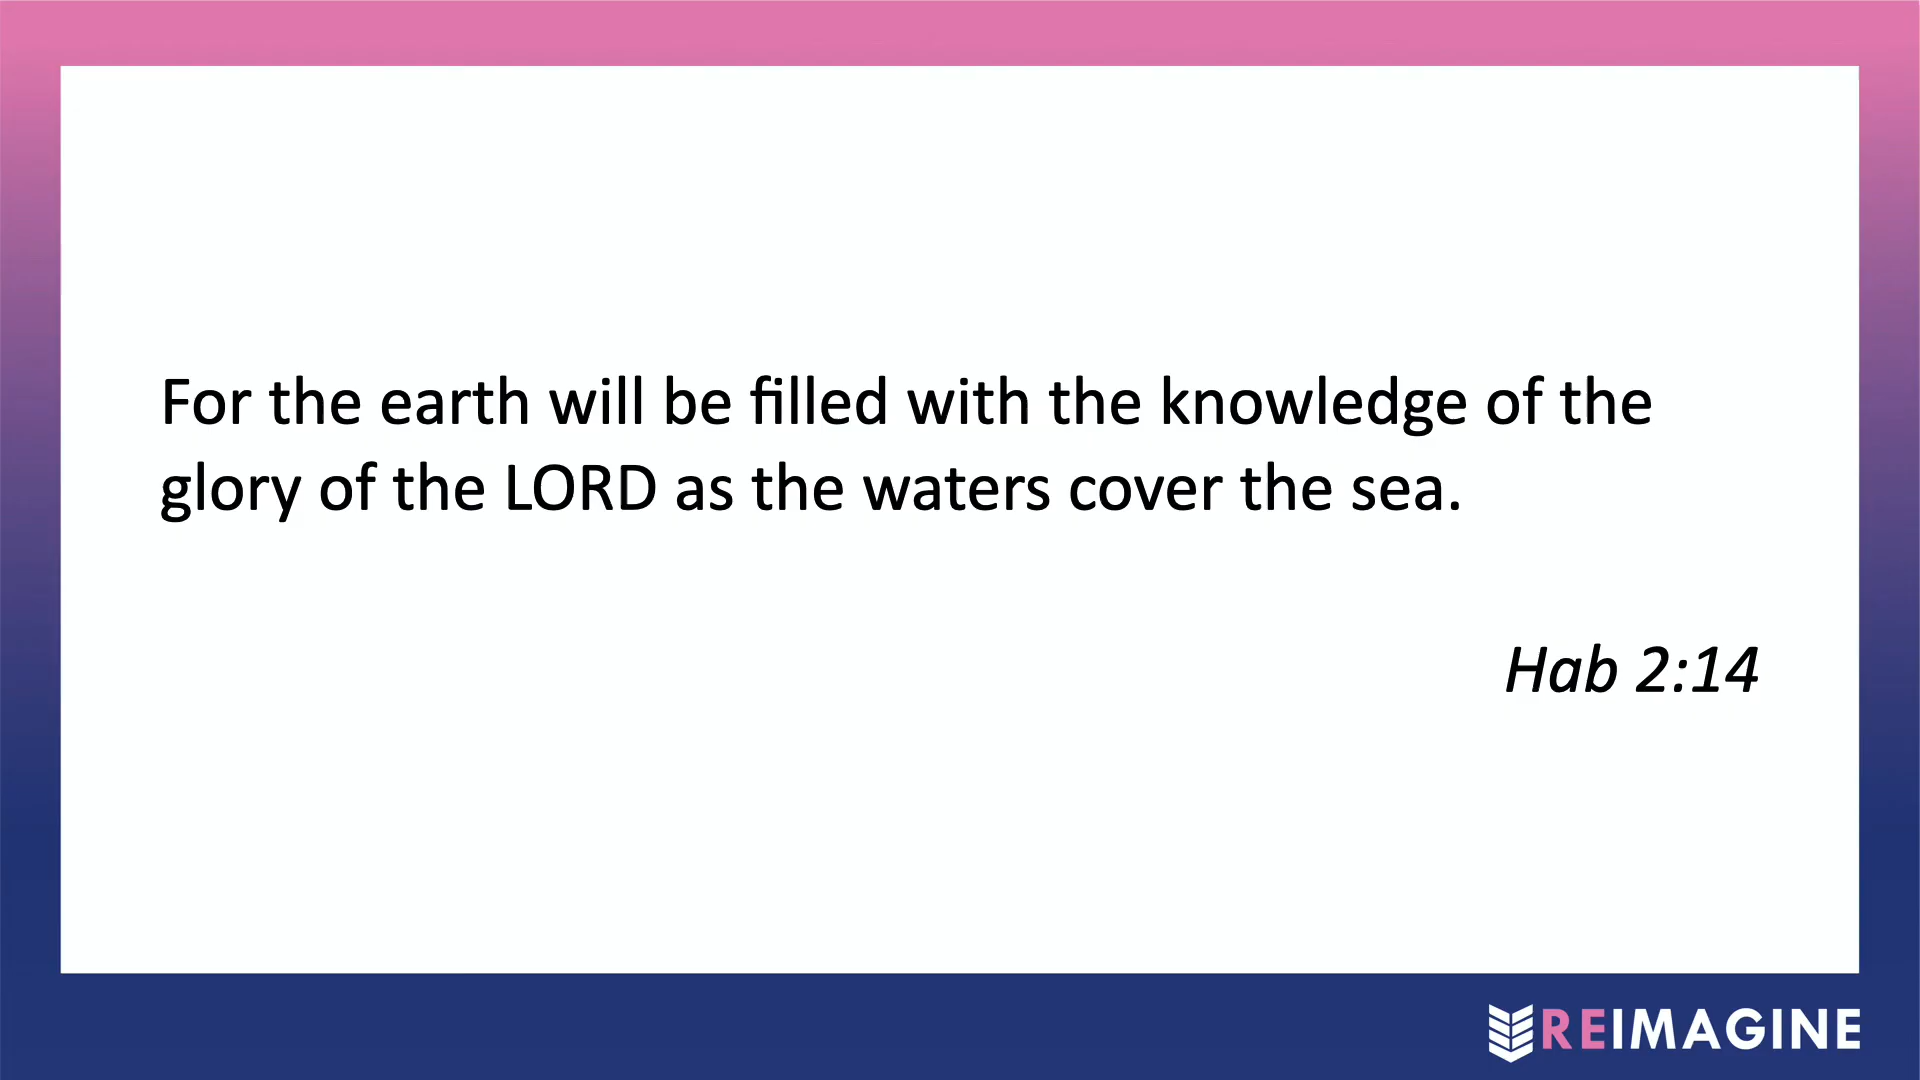 For the earth will be filled with the knowledge of the
glory of the LORD as the waters cover the sea.
Hab 2:14
REIMAGINE